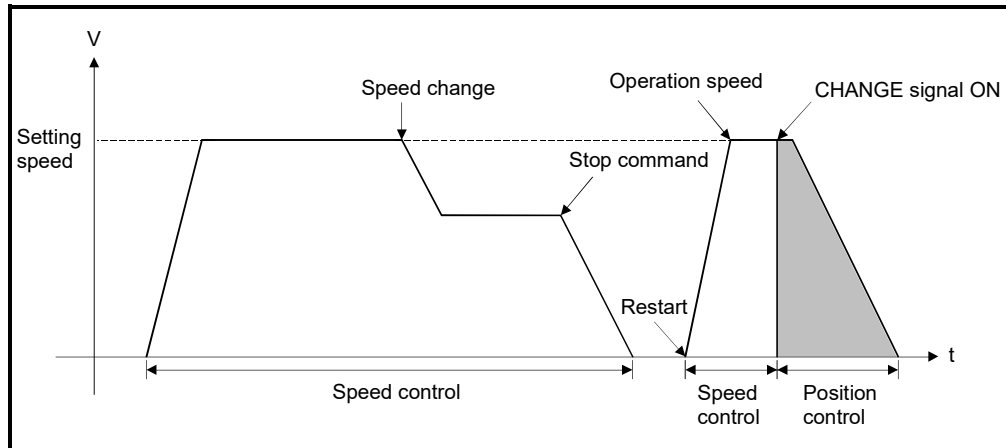 V
Speed change
Operation speed
CHANGE signal ON
Setting
speed
Stop command
Restart
t
Speed control
Speed
control
Position
control